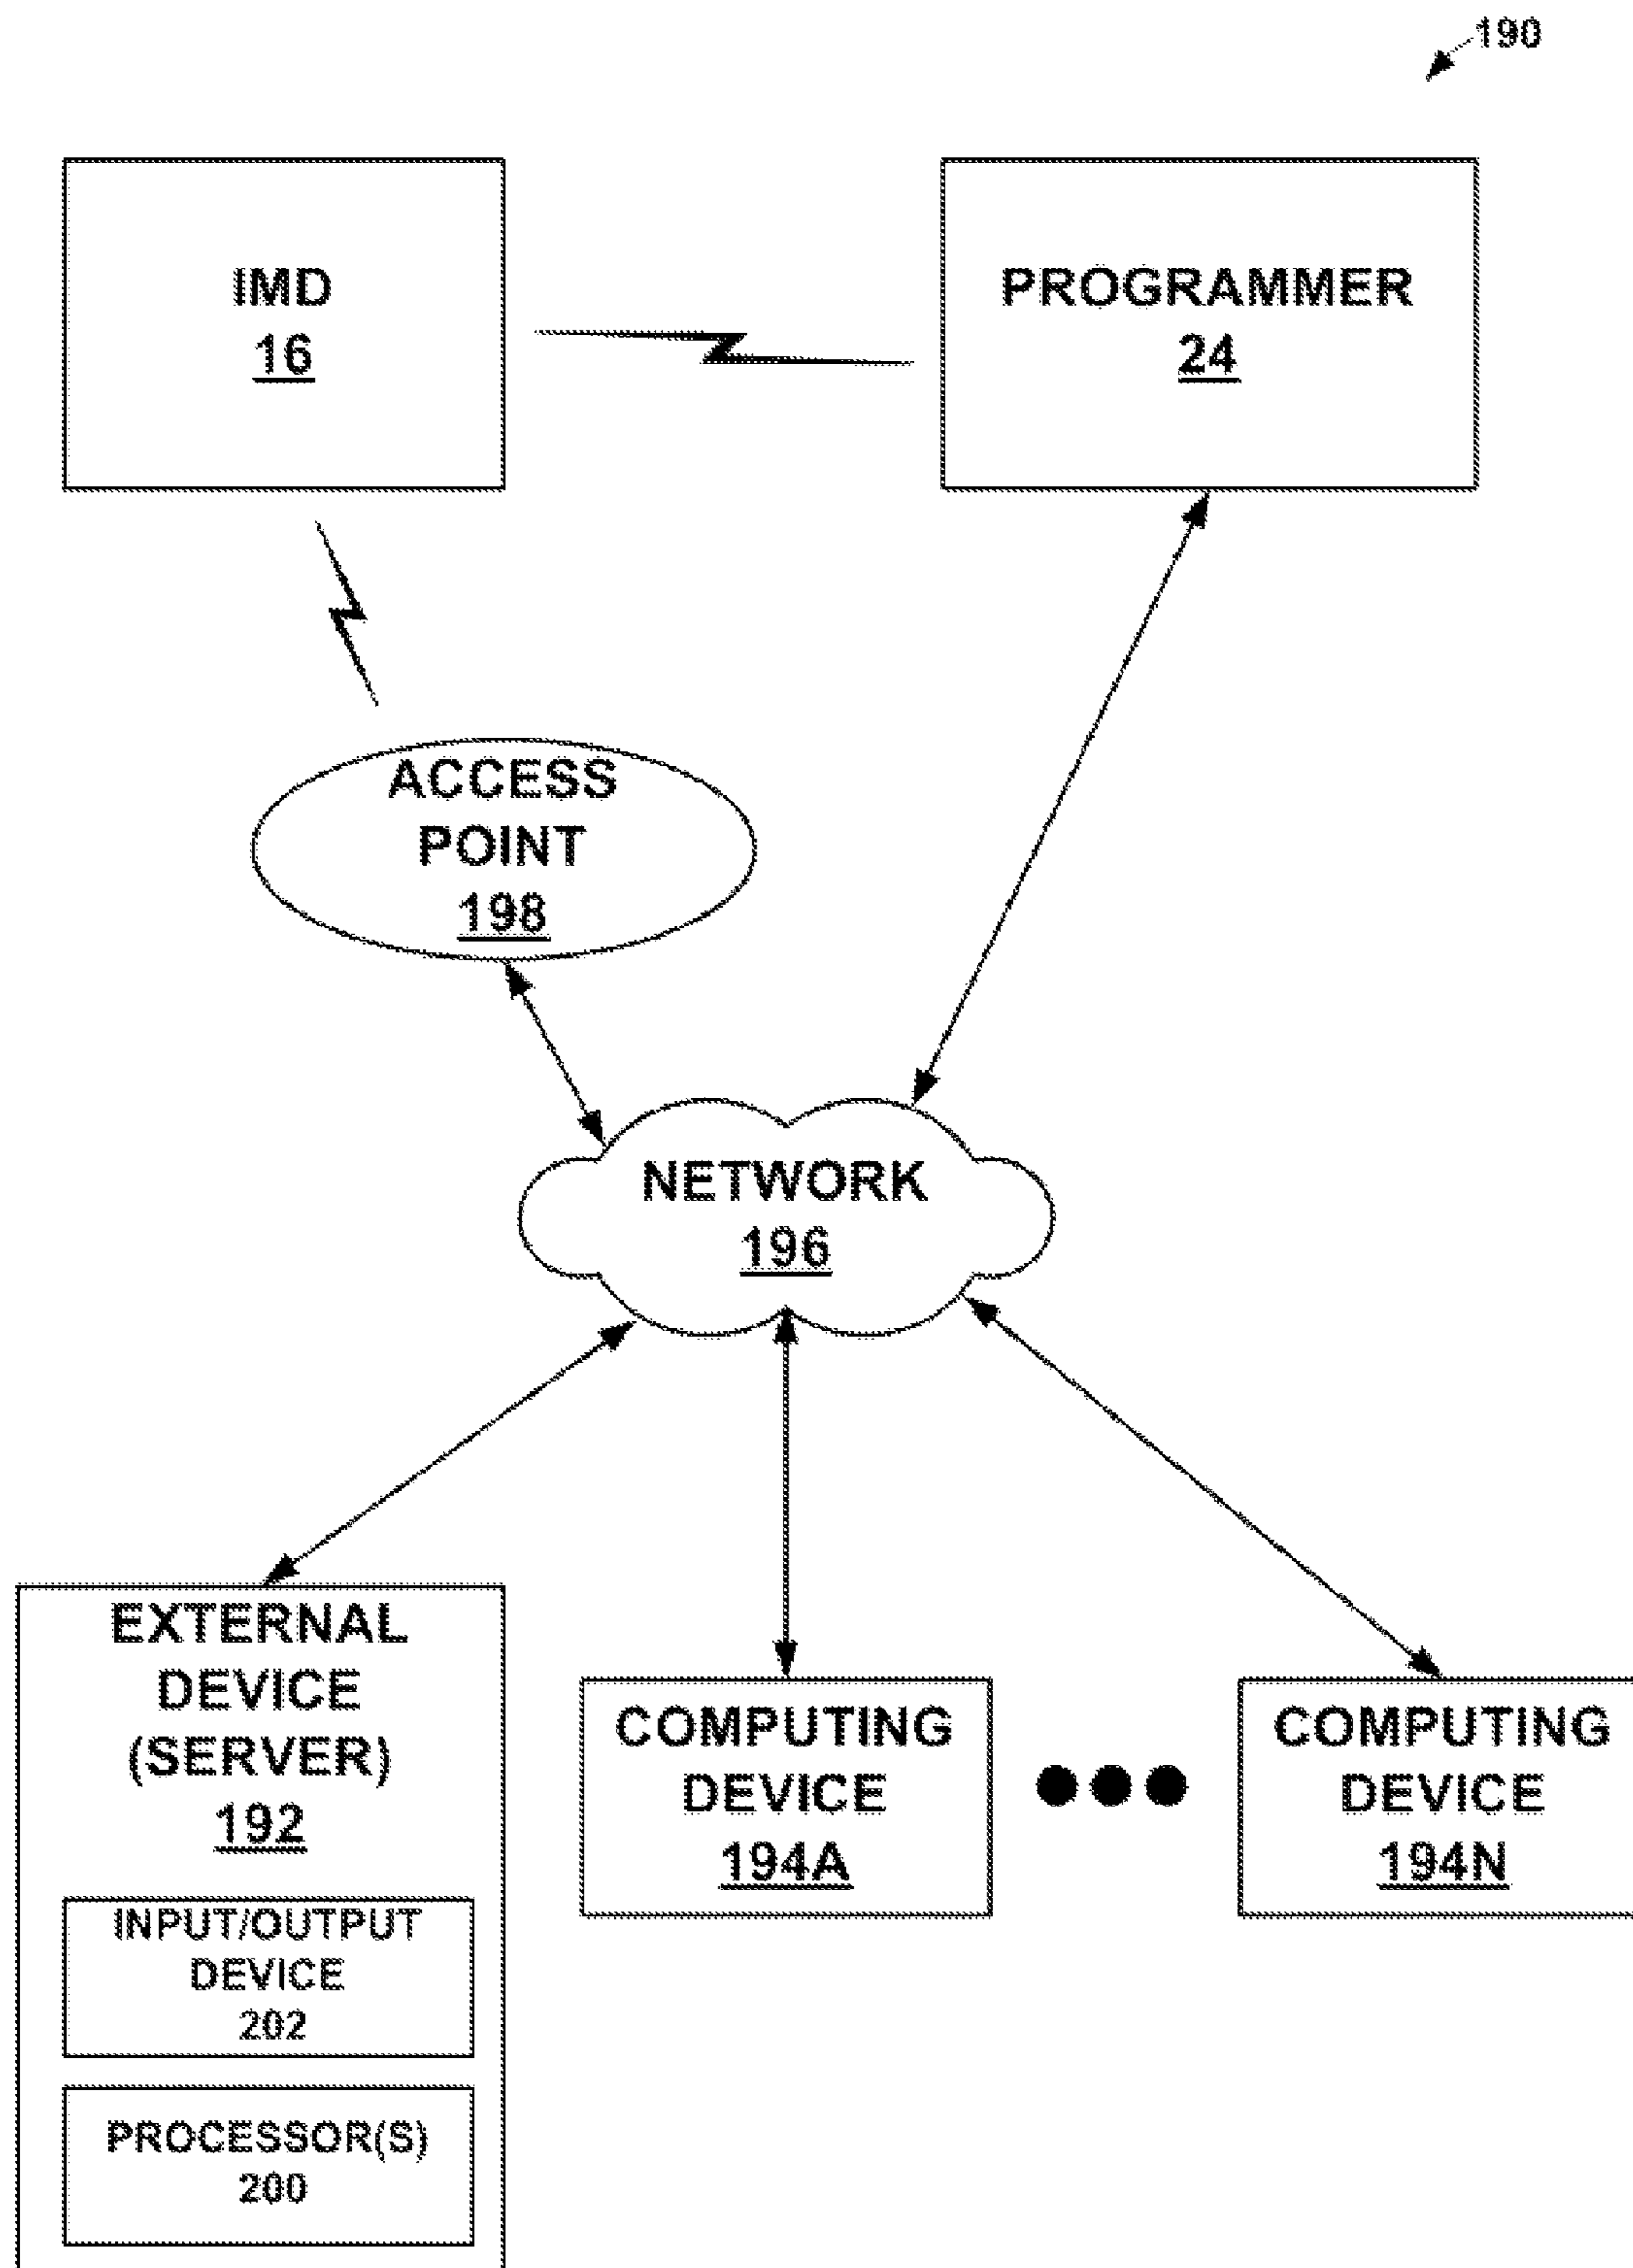 190
IMD
16
PROGRAMMER
24
ACCESS
POINT
198
NETWORK
196
EXTERNAL
DEVICE
(SERVER)
192
INPUT/OUTPUT
DEVICE
202
PROCESSOR(S)
200
COMPUTING
DEVICE
194A
COMPUTING
DEVICE
194N